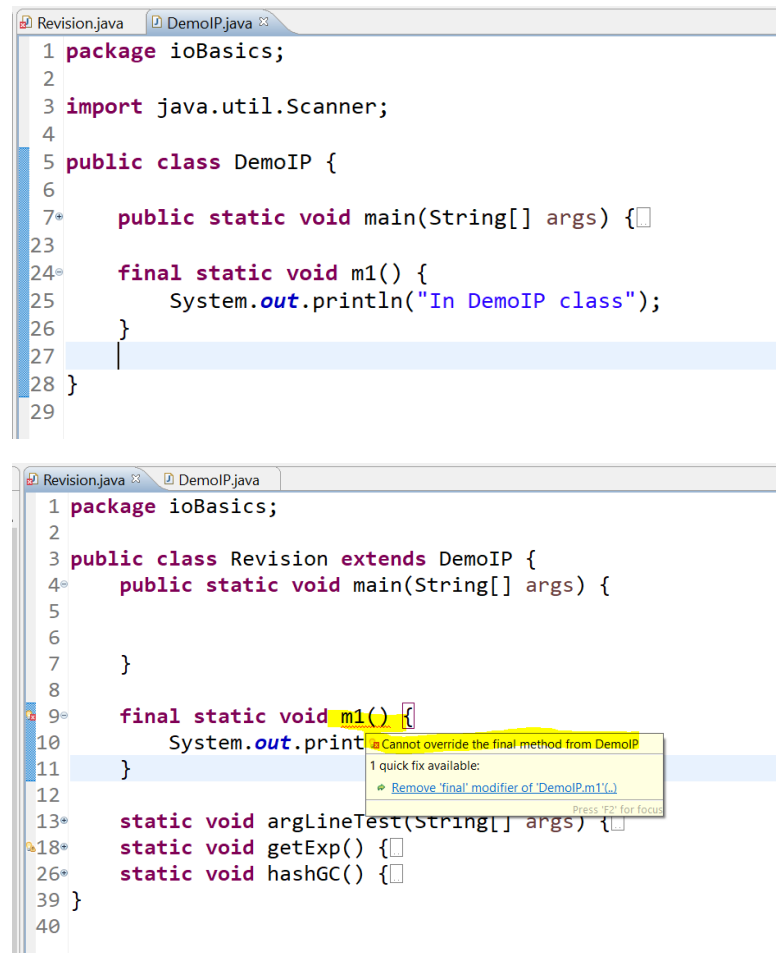 Revision.java DemoIP.java
1 package ioBasics;
2
3 import java.util.Scanner;
4
5 public class DemoIP {
6
7 public static void main(String[] args) {
23
24 final static void m1() {
25 System.out.println("In DemoIP class");
26 }
27
28 }
29
Revision.java DemoIP.java
1 package ioBasics;
2
3 public class Revision extends DemoIP {
4 public static void main(String[] args) {
5
6
7 }
8
9 final static void m1() {
10 System.out.print
Cannot override the final method from DemoIP
11 }
1 quick fix available:
Remove 'final' modifier of 'DemoIP.m1'(..)
12
Press 'F2' for focus
13 static void argLineTest(String[] args) {
18 static void getExp() {
26 static void hashGC() {
39 }
40